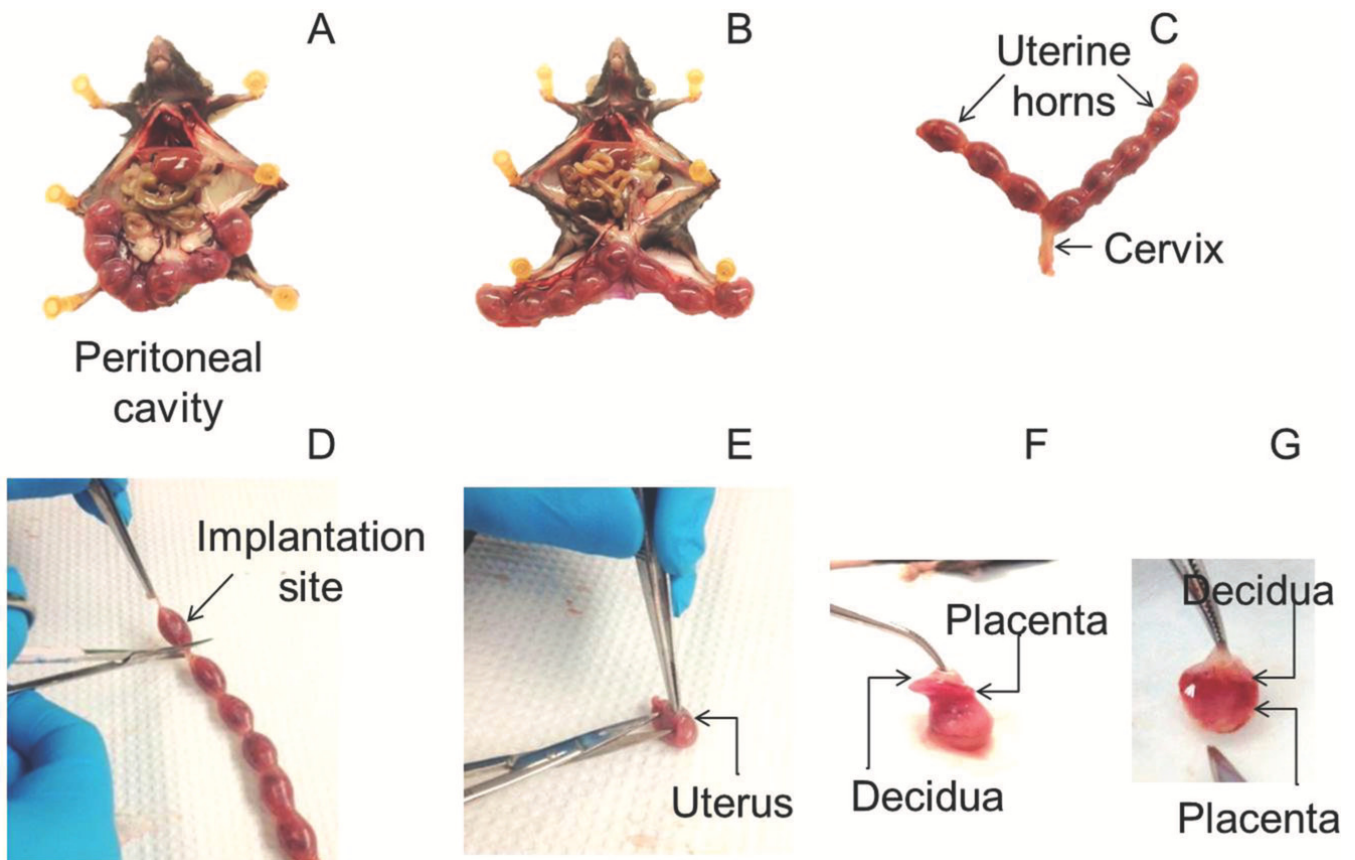 A
B
C
Uterine
horns
Cervix
Peritoneal
cavity
D
E
F
G
Implantation
site
Uterus
Placenta
Decidua
Decidua
Placenta